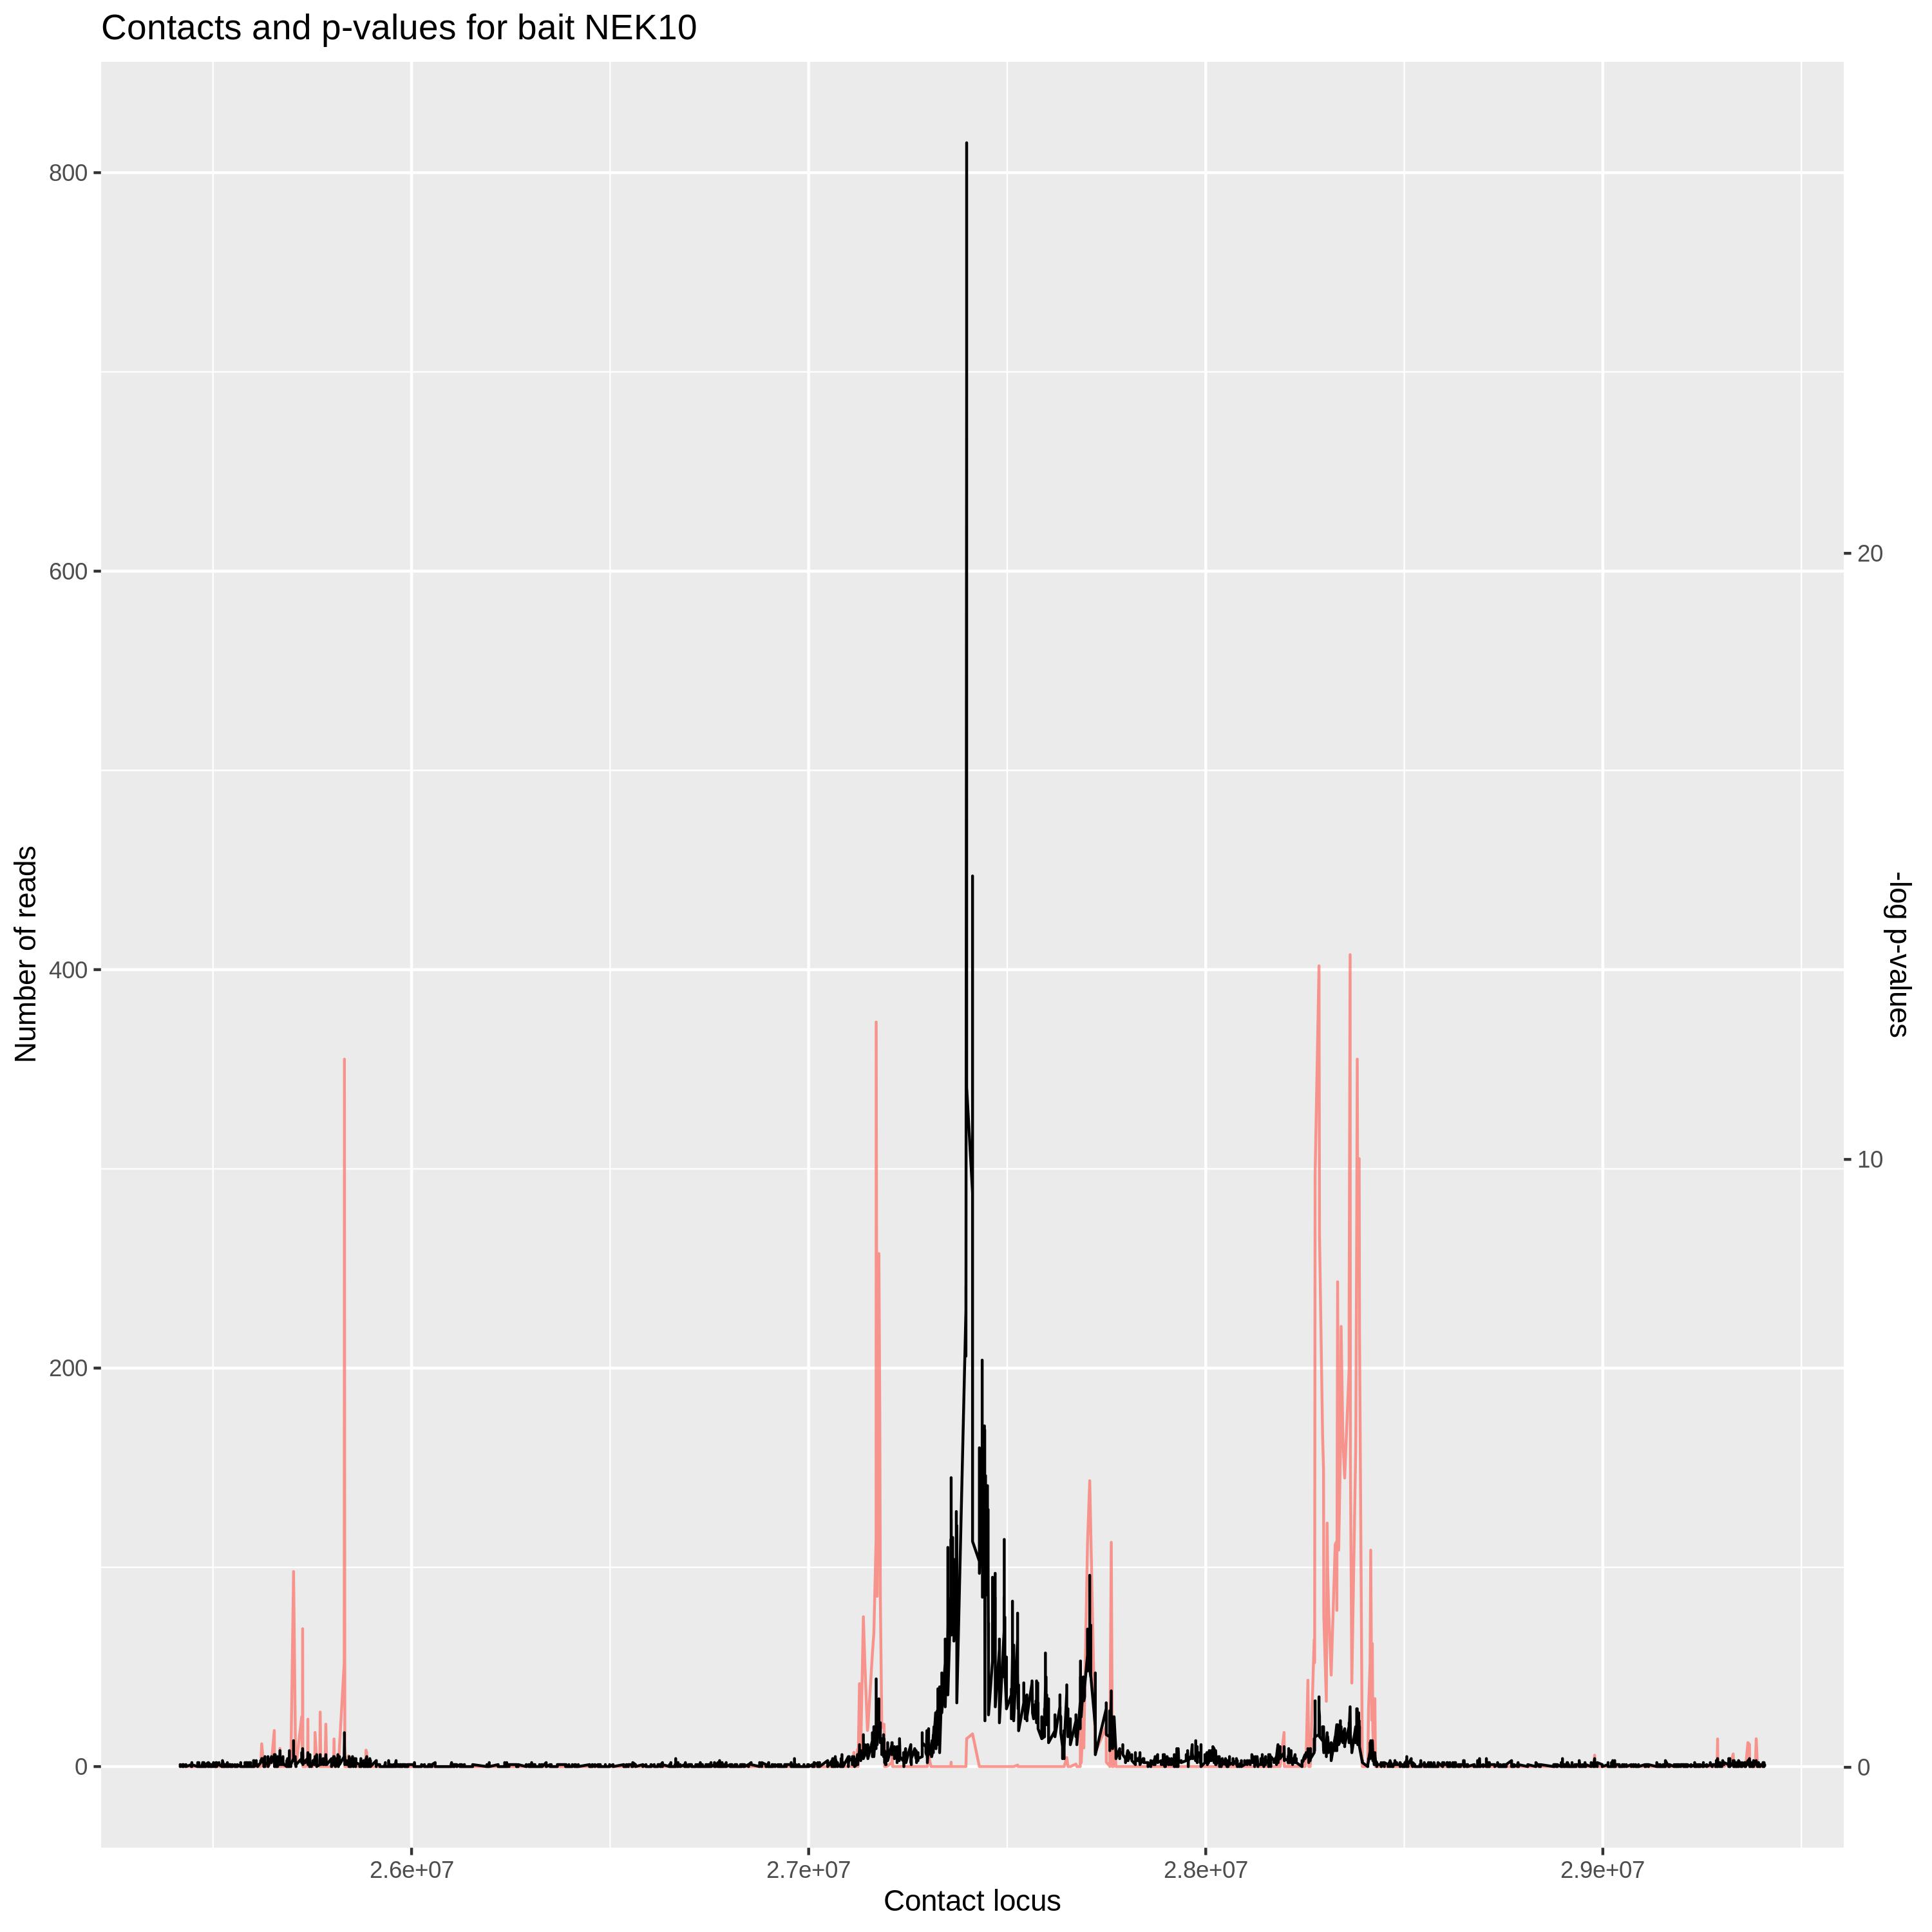 Contacts and p-values for bait NEK10
Number of reads
800
600
400
200
0
20
10
0
-log p-values
2.6e+07
2.7e+07
2.8e+07
2.9e+07
Contact locus